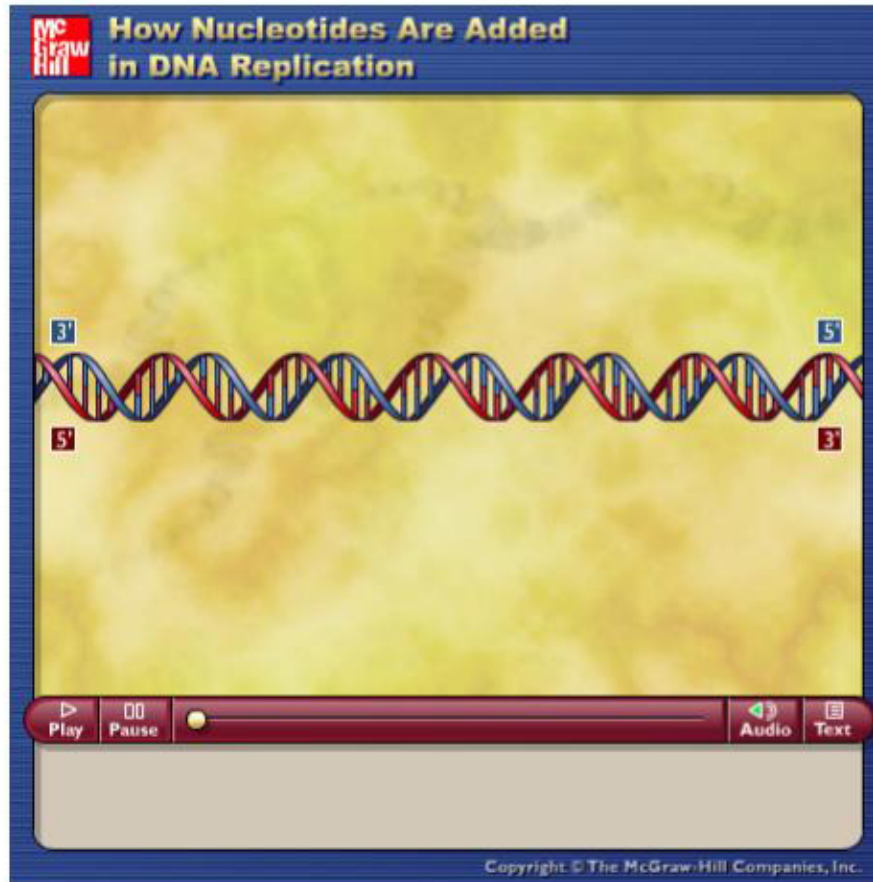 Mc
Graw
Hill
How Nucleotides Are Added
in DNA Replication
3'
5'
5'
3'
Play
Pause
Audio
Text
Copyright © The McGraw-Hill Companies, Inc.